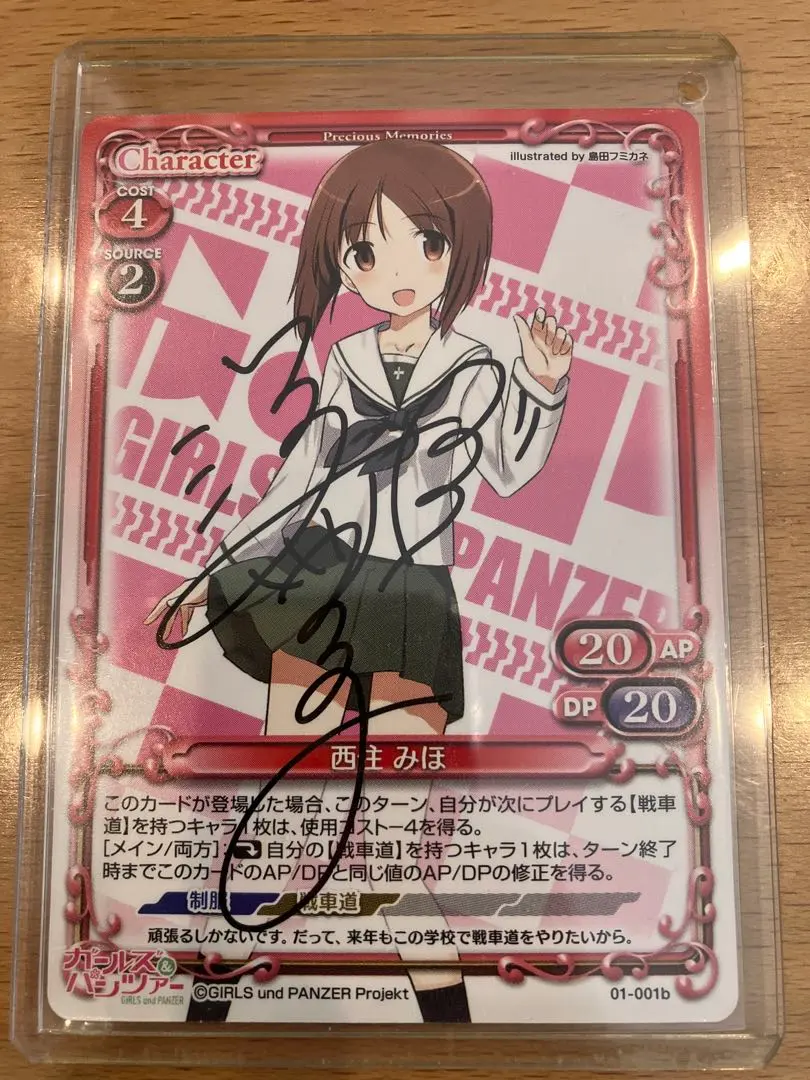 Precious Memories
Character
illustrated by 島田フミカネ
COST
4
SOURCE
2
GIRLS
PANZER
20 AP
DP 20
西住 みほ
このカードが登場した場合、このターン、自分が次にプレイする【戦車
道】を持つキャラ1枚は、使用コスト−4を得る。
[メイン/両方]:自分の【戦車道】を持つキャラ1枚は、ターン終了
時までこのカードのAP/DPと同じ値のAP/DPの修正を得る。
制服 戦車道
頑張るしかないです。だって、来年もこの学校で戦車道をやりたいから。
ガールズ&
パンツァー
GIRLS und PANZER
©GIRLS und PANZER Projekt
01-001b